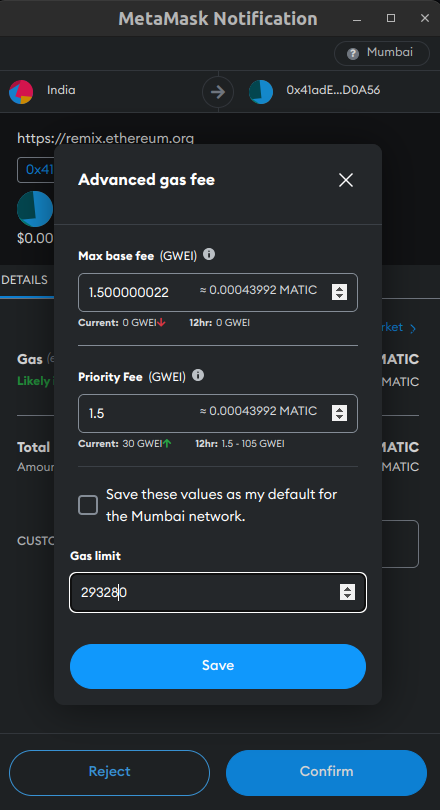 MetaMask Notification
Mumbai
India
0x41adE...D0A56
https://remix.ethereum.org
0x41
Advanced gas fee
$0.00
Max base fee (GWEI)
DETAILS
1.500000022 ≈ 0.00043992 MATIC
Current: 0 GWEI 12hr: 0 GWEI
rket >
Gas
MATIC
Priority Fee (GWEI)
Likely
MATIC
1.5 ≈ 0.00043992 MATIC
Current: 30 GWEI 12hr: 1.5 - 105 GWEI
Total
MATIC
Amour
MATIC
Save these values as my default for
the Mumbai network.
CUSTO
Gas limit
293280
Save
Reject
Confirm